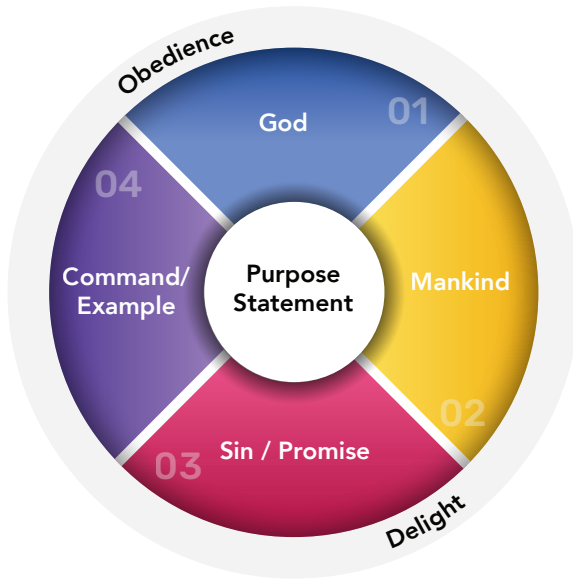 Obedience
God
01
04
Command/
Example
Purpose
Statement
Mankind
02
Sin / Promise
03
Delight